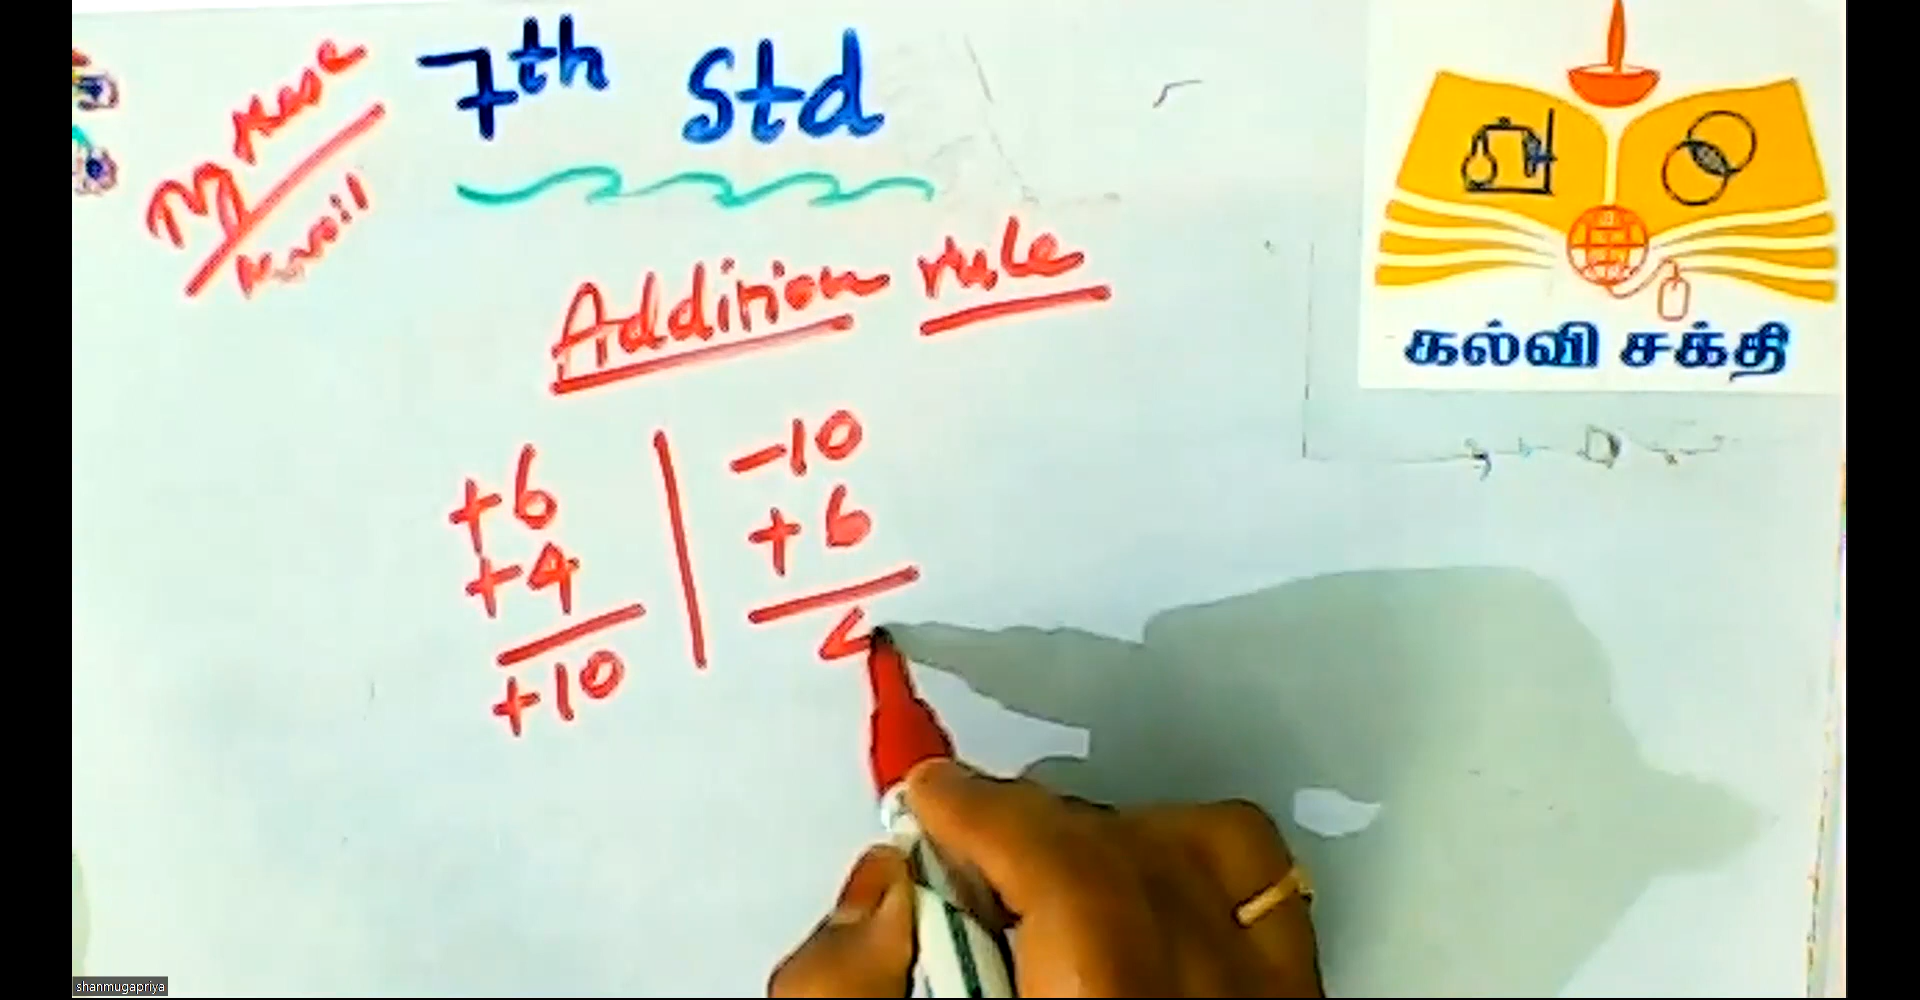 7th Std
Addition rule
+6
+4
+10
-10
+6
கல்வி சக்தி
shanmugapriya